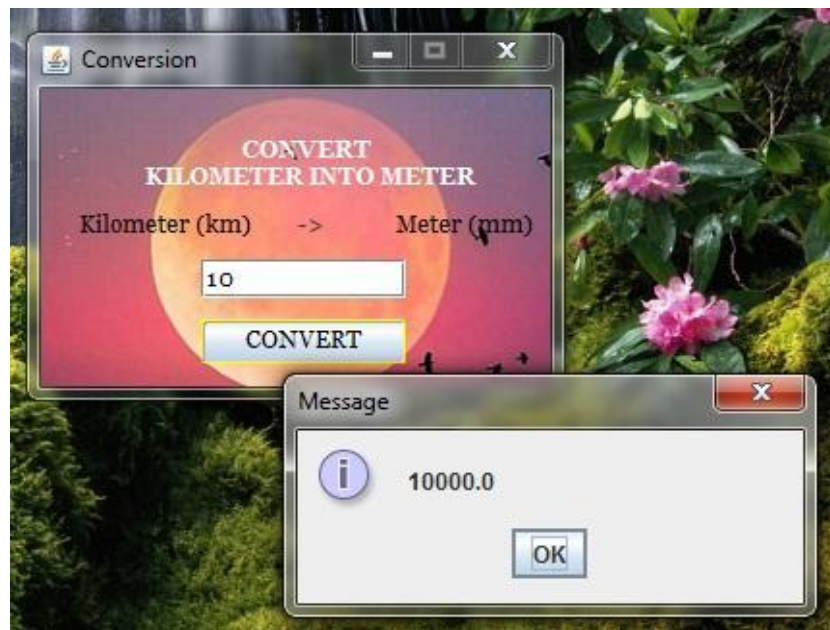 Conversion
CONVERT
KILOMETER INTO METER
Kilometer (km) -> Meter (mm)
10
CONVERT
Message
10000.0
OK